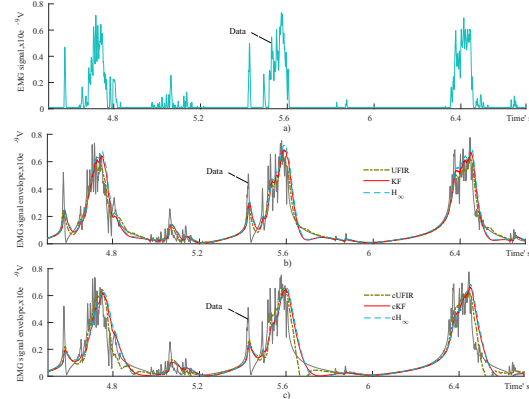 EMG signal,x10e -⁹V
0.8
0.6
0.4
0.2
0
Data
4.8
5.2
5.6
6
6.4
Time' s
a)
EMG signal envelope,x10e -⁹V
0.8
0.6
0.4
0.2
0
Data
UFIR
KF
H∞
4.8
5.2
5.6
6
6.4
Time' s
b)
EMG signal envelope,x10e -⁹V
0.8
0.6
0.4
0.2
0
Data
cUFIR
cKF
cH∞
4.8
5.2
5.6
6
6.4
Time' s
c)